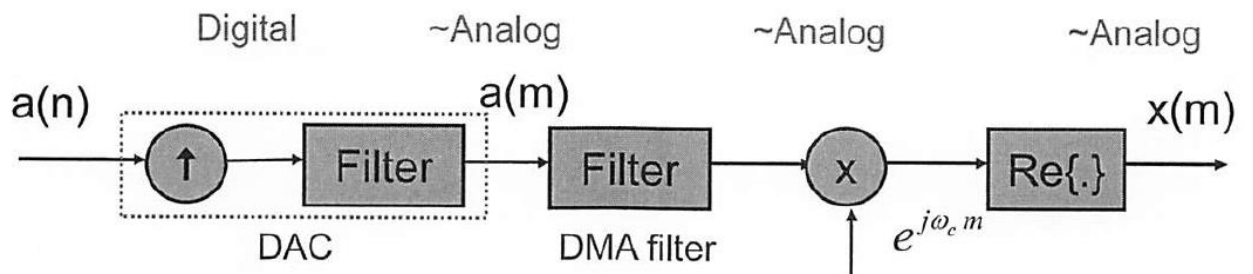 Digital ~Analog ~Analog ~Analog
a(n) a(m) x(m)
↑ Filter Filter x Re{.}
DAC DMA filter e^{jω_c m}